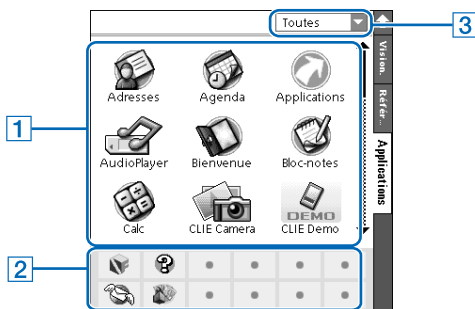 Toutes
3
1
Adresses Agenda Applications
AudioPlayer Bienvenue Bloc-notes
Calc CLIE Camera CLIE Demo
DEMO
2
Vision.
Référ...
Applications